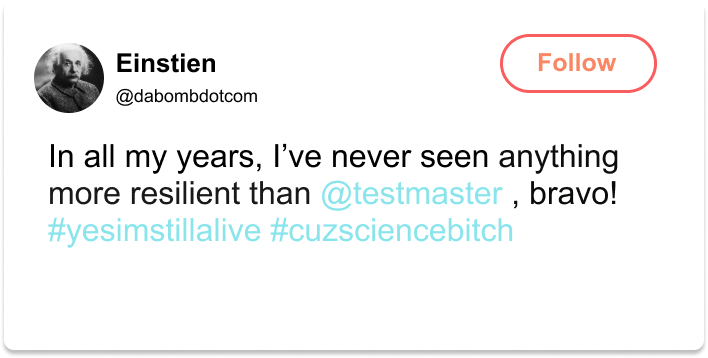 Einstien
Follow
@dabombdotcom
In all my years, I’ve never seen anything
more resilient than @testmaster , bravo!
#yesimstillalive #cuzsciencebitch